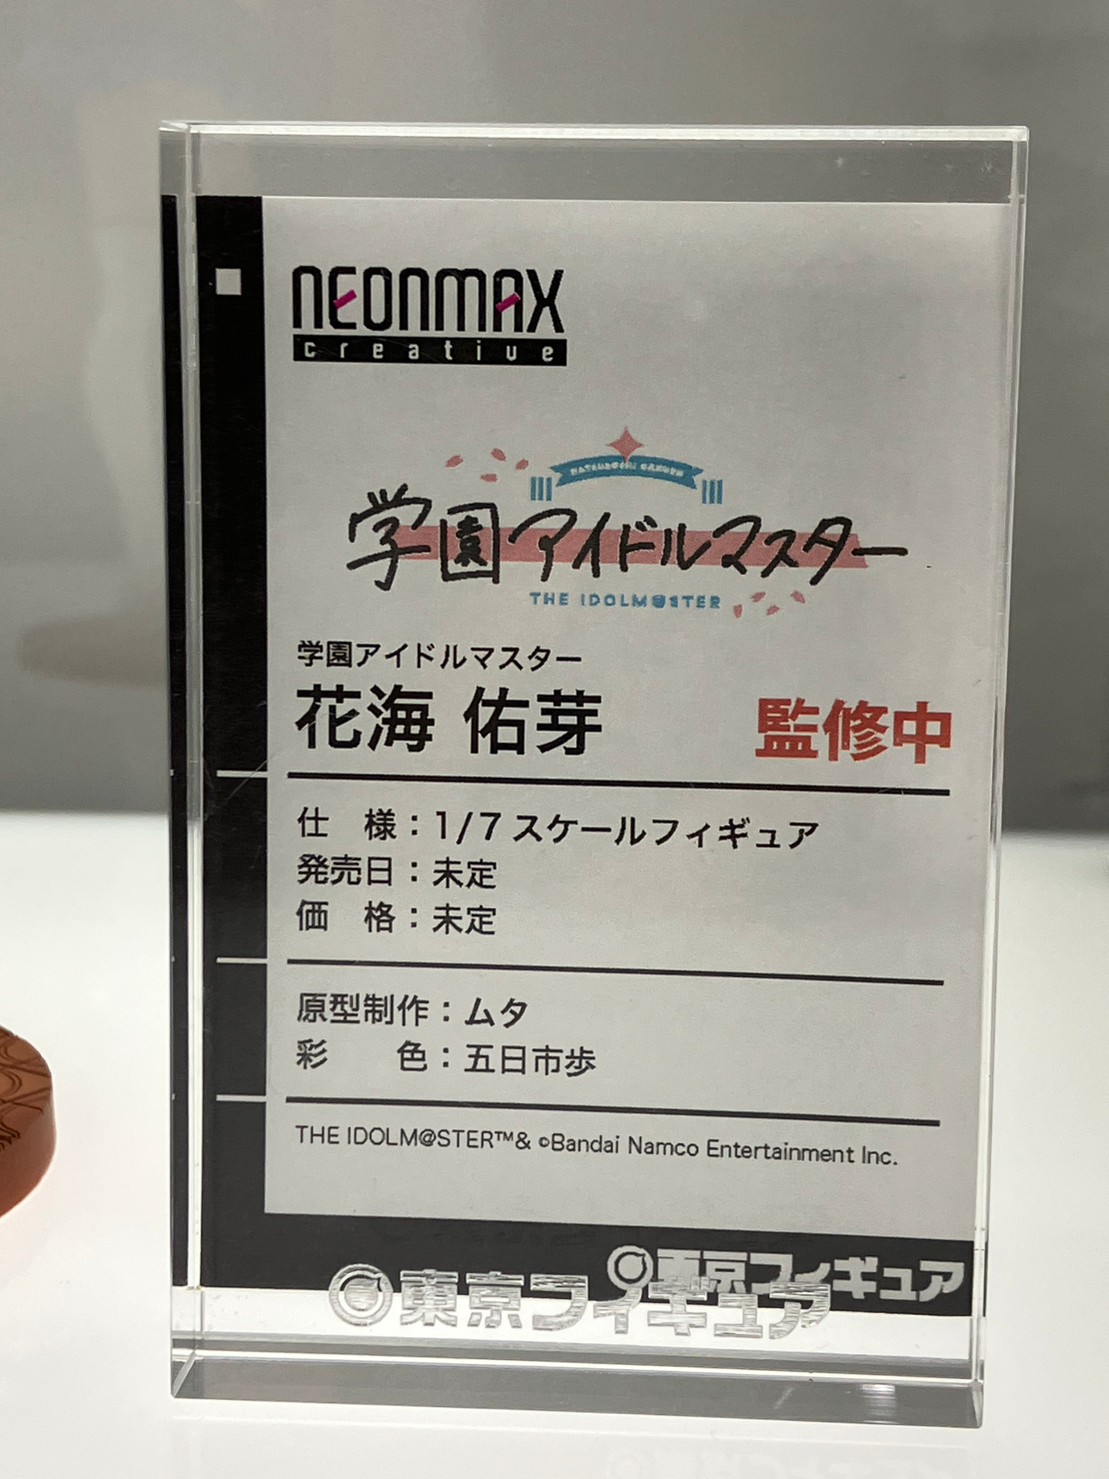 NEONMAX
creative
HATSUBOSHI GAKUEN
学園アイドルマスター
THE IDOLM@STER
学園アイドルマスター
花海 佑芽
監修中
仕　様：1/7 スケールフィギュア
発売日：未定
価　格：未定
原型制作：ムタ
彩　　色：五日市歩
THE IDOLM@STER™& ©Bandai Namco Entertainment Inc.
東京フィギュア
東京フィギュア